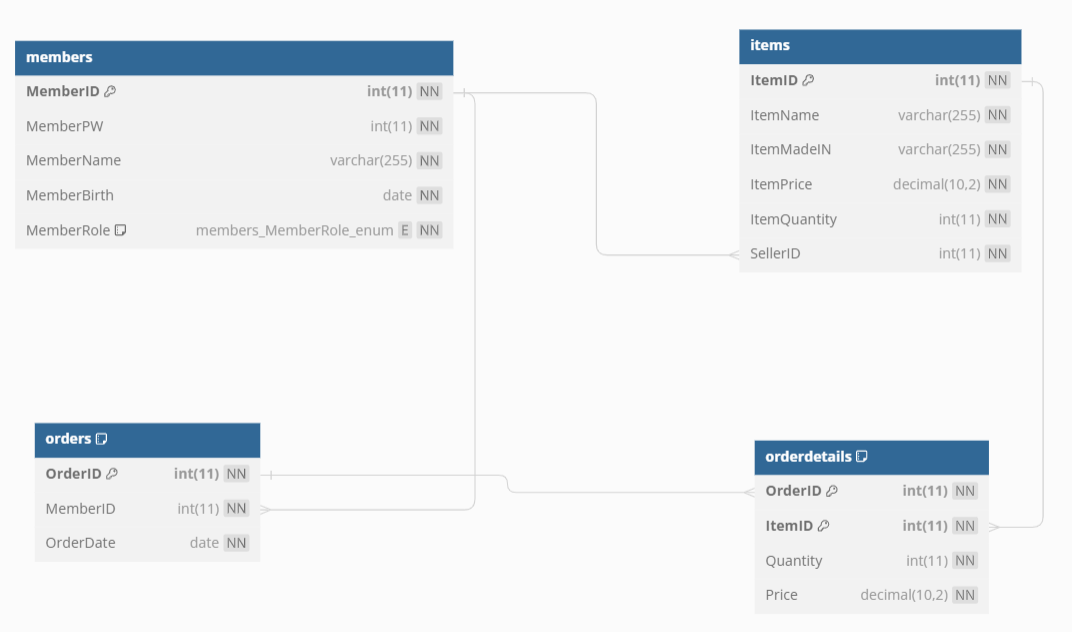 members
MemberID int(11) NN
MemberPW int(11) NN
MemberName varchar(255) NN
MemberBirth date NN
MemberRole members_MemberRole_enum E NN
items
ItemID int(11) NN
ItemName varchar(255) NN
ItemMadeIN varchar(255) NN
ItemPrice decimal(10,2) NN
ItemQuantity int(11) NN
SellerID int(11) NN
orders
OrderID int(11) NN
MemberID int(11) NN
OrderDate date NN
orderdetails
OrderID int(11) NN
ItemID int(11) NN
Quantity int(11) NN
Price decimal(10,2) NN